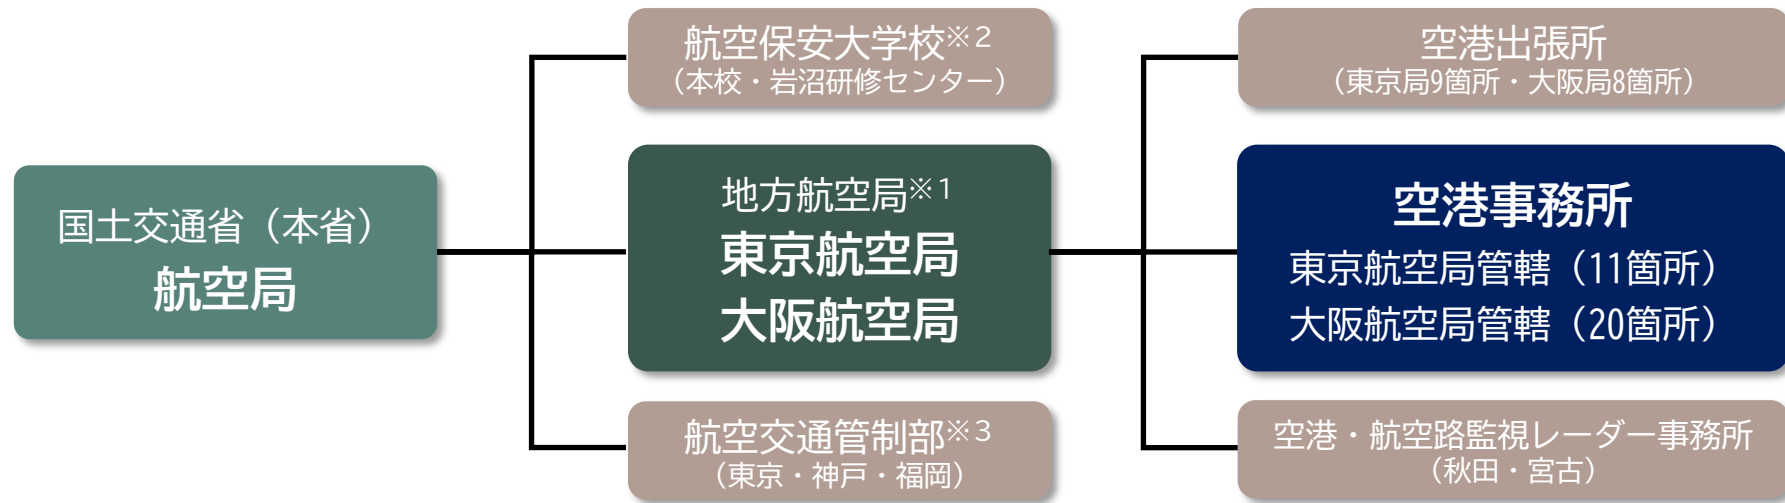 国土交通省（本省）
航空局
航空保安大学校※2
（本校・岩沼研修センター）
地方航空局※1
東京航空局
大阪航空局
航空交通管制部※3
（東京・神戸・福岡）
空港出張所
（東京局9箇所・大阪局8箇所）
空港事務所
東京航空局管轄（11箇所）
大阪航空局管轄（20箇所）
空港・航空路監視レーダー事務所
（秋田・宮古）